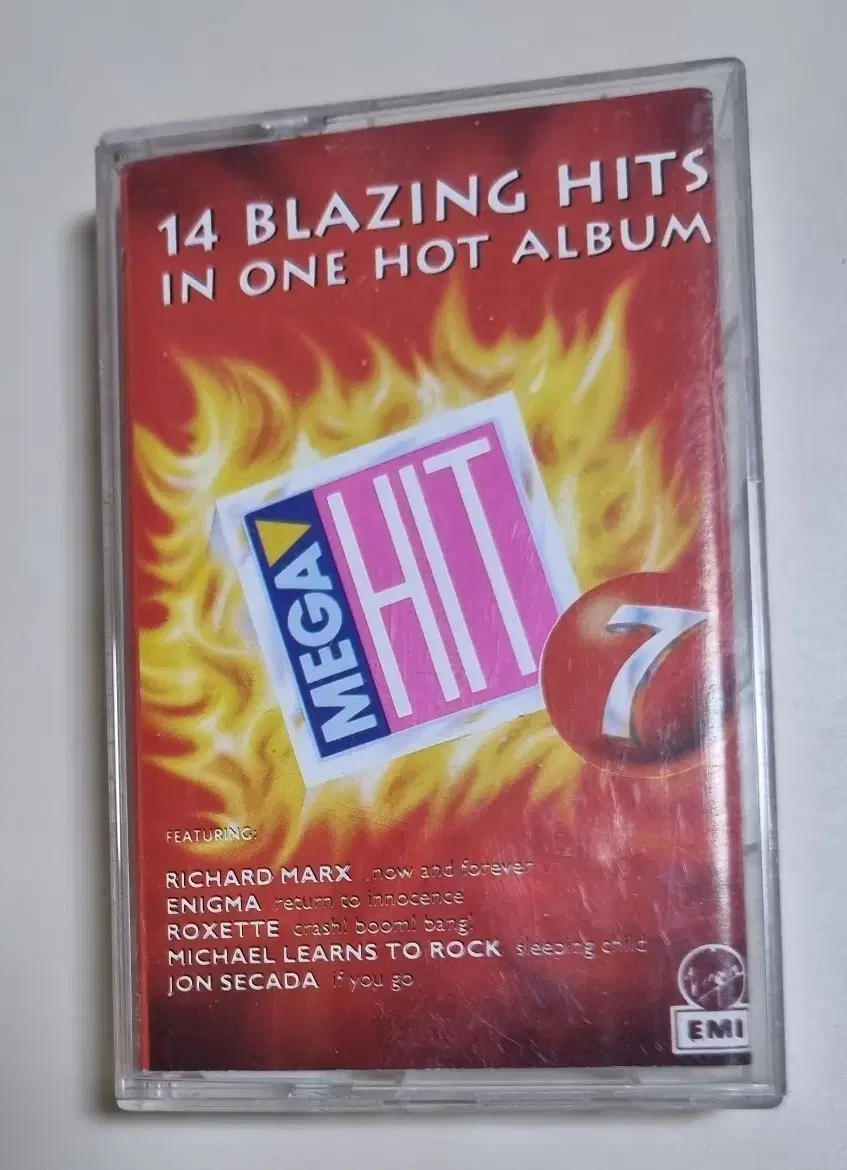 14 BLAZING HITS
IN ONE HOT ALBUM
MEGA HIT
7
FEATURING:
RICHARD MARX now and forever
ENIGMA return to innocence
ROXETTE crash! boom! bang!
MICHAEL LEARNS TO ROCK sleeping child
JON SECADA if you go
Virgin
EMI